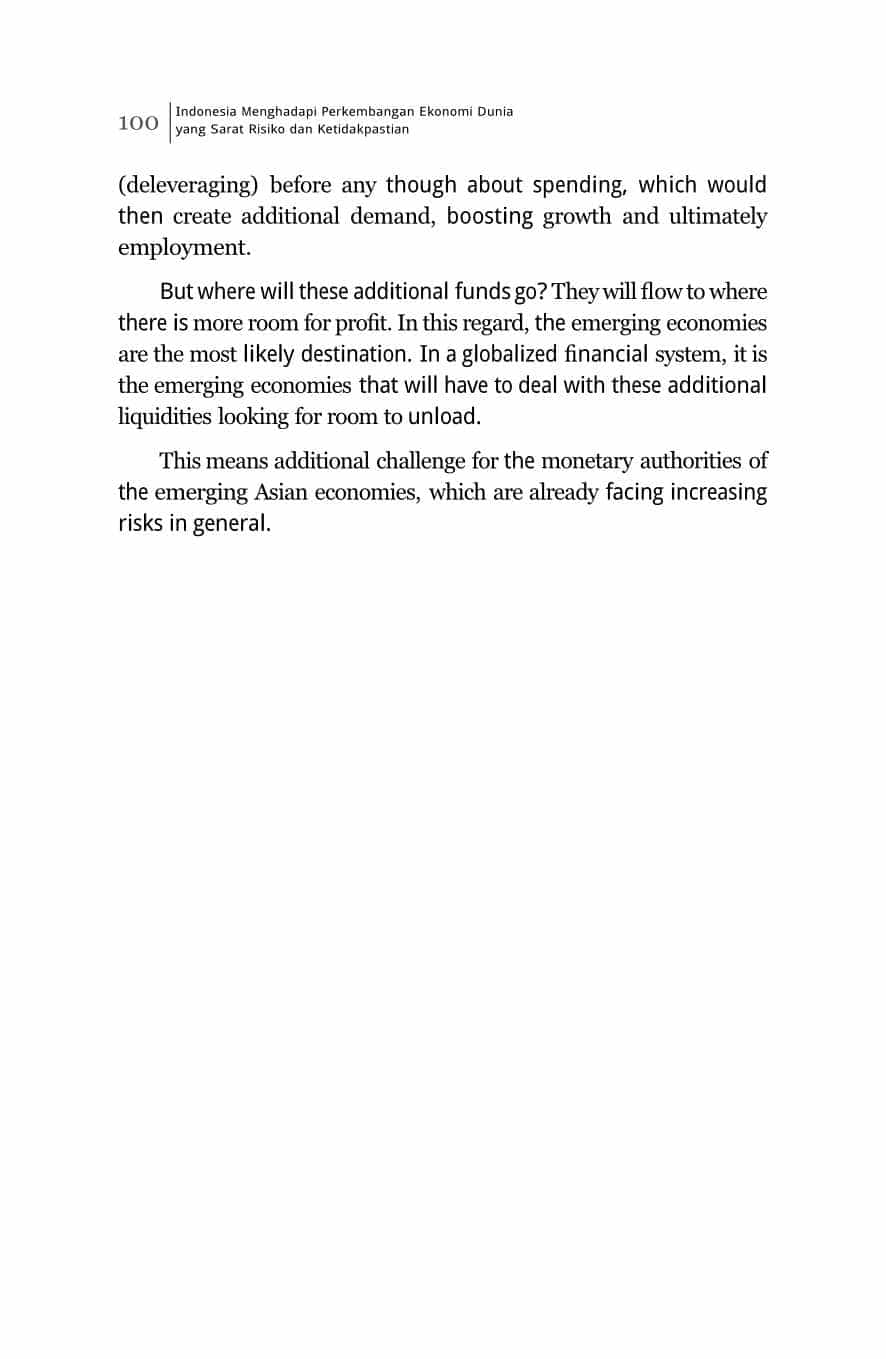 100
Indonesia Menghadapi Perkembangan Ekonomi Dunia
yang Sarat Risiko dan Ketidakpastian
(deleveraging) before any though about spending, which would
then create additional demand, boosting growth and ultimately
employment.
But where will these additional funds go? They will flow to where
there is more room for profit. In this regard, the emerging economies
are the most likely destination. In a globalized financial system, it is
the emerging economies that will have to deal with these additional
liquidities looking for room to unload.
This means additional challenge for the monetary authorities of
the emerging Asian economies, which are already facing increasing
risks in general.